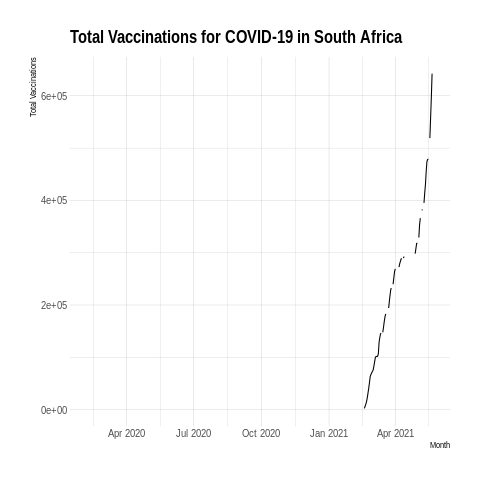 Total Vaccinations for COVID-19 in South Africa
Total Vaccinations
6e+05
4e+05
2e+05
0e+00
Apr 2020 Jul 2020 Oct 2020 Jan 2021 Apr 2021
Month